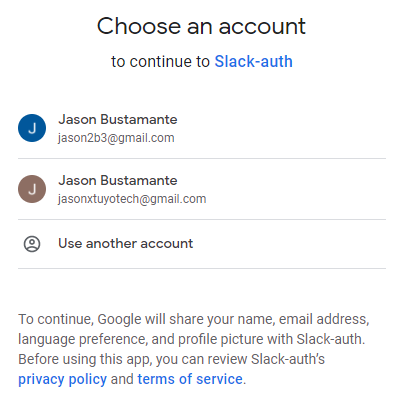 Choose an account
to continue to Slack-auth
J
Jason Bustamante
jason2b3@gmail.com
J
Jason Bustamante
jasonxtuyotech@gmail.com
Use another account
To continue, Google will share your name, email address,
language preference, and profile picture with Slack-auth.
Before using this app, you can review Slack-auth’s
privacy policy and terms of service.